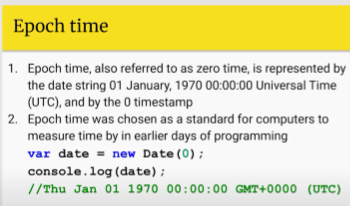 Epoch time
1. Epoch time, also referred to as zero time, is represented by
the date string 01 January, 1970 00:00:00 Universal Time
(UTC), and by the 0 timestamp
2. Epoch time was chosen as a standard for computers to
measure time by in earlier days of programming
var date = new Date(0);
console.log(date);
//Thu Jan 01 1970 00:00:00 GMT+0000 (UTC)